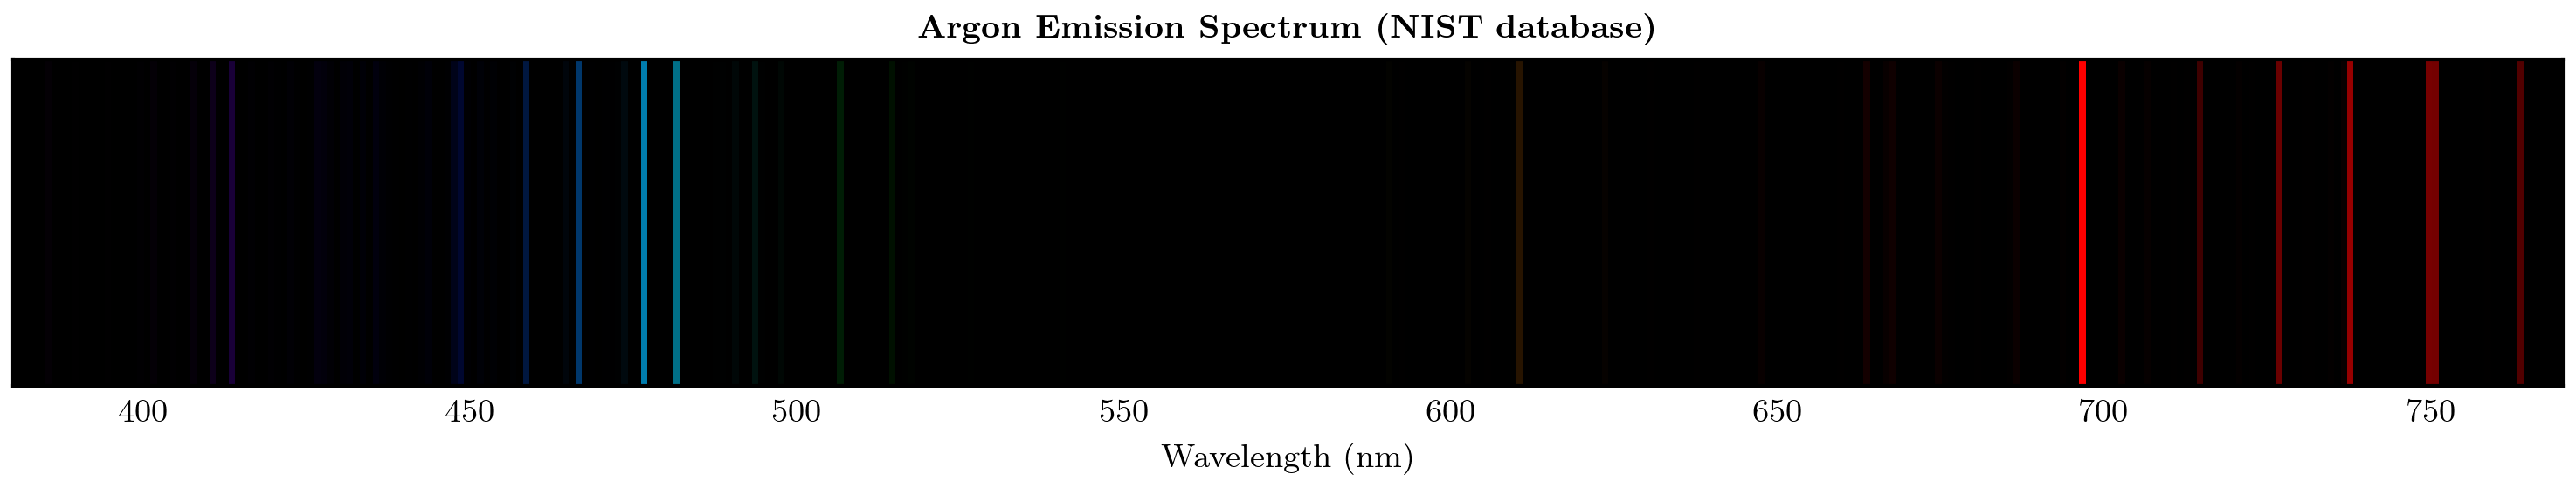 Argon Emission Spectrum (NIST database)
400 450 500 550 600 650 700 750
Wavelength (nm)